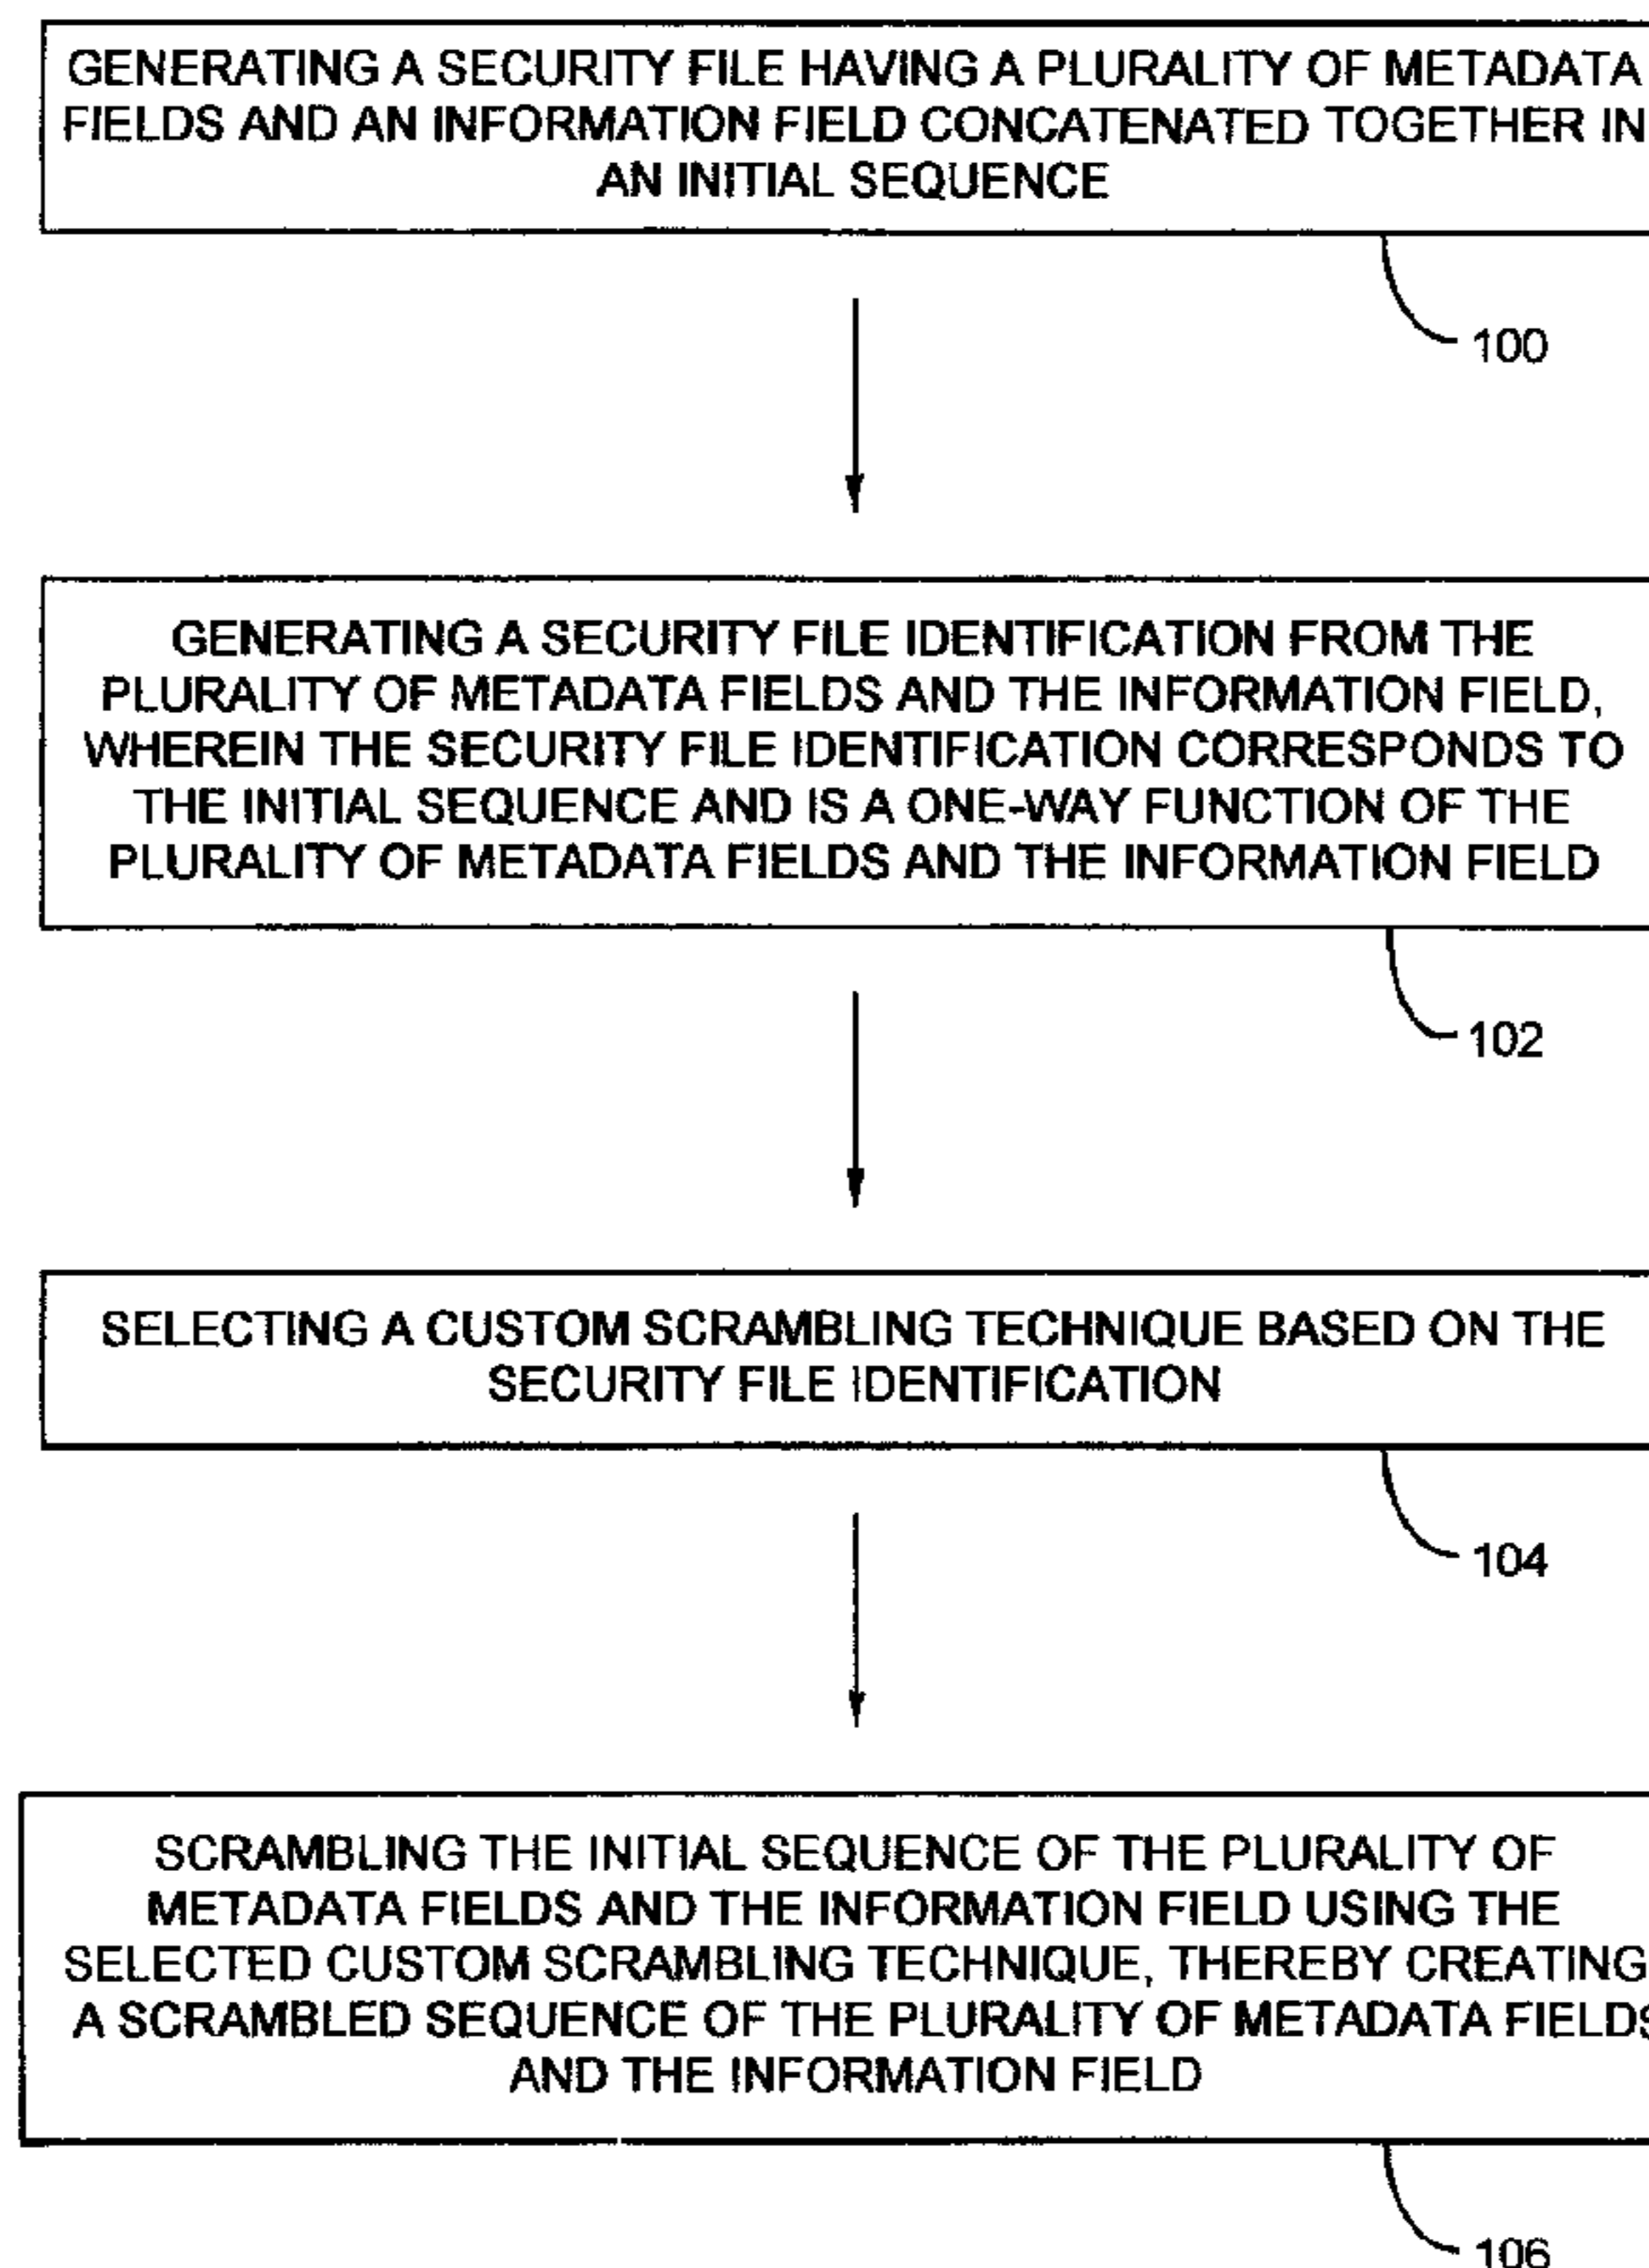 GENERATING A SECURITY FILE HAVING A PLURALITY OF METADATA
FIELDS AND AN INFORMATION FIELD CONCATENATED TOGETHER IN
AN INITIAL SEQUENCE
100
GENERATING A SECURITY FILE IDENTIFICATION FROM THE
PLURALITY OF METADATA FIELDS AND THE INFORMATION FIELD,
WHEREIN THE SECURITY FILE IDENTIFICATION CORRESPONDS TO
THE INITIAL SEQUENCE AND IS A ONE-WAY FUNCTION OF THE
PLURALITY OF METADATA FIELDS AND THE INFORMATION FIELD
102
SELECTING A CUSTOM SCRAMBLING TECHNIQUE BASED ON THE
SECURITY FILE IDENTIFICATION
104
SCRAMBLING THE INITIAL SEQUENCE OF THE PLURALITY OF
METADATA FIELDS AND THE INFORMATION FIELD USING THE
SELECTED CUSTOM SCRAMBLING TECHNIQUE, THEREBY CREATING
A SCRAMBLED SEQUENCE OF THE PLURALITY OF METADATA FIELDS
AND THE INFORMATION FIELD
106